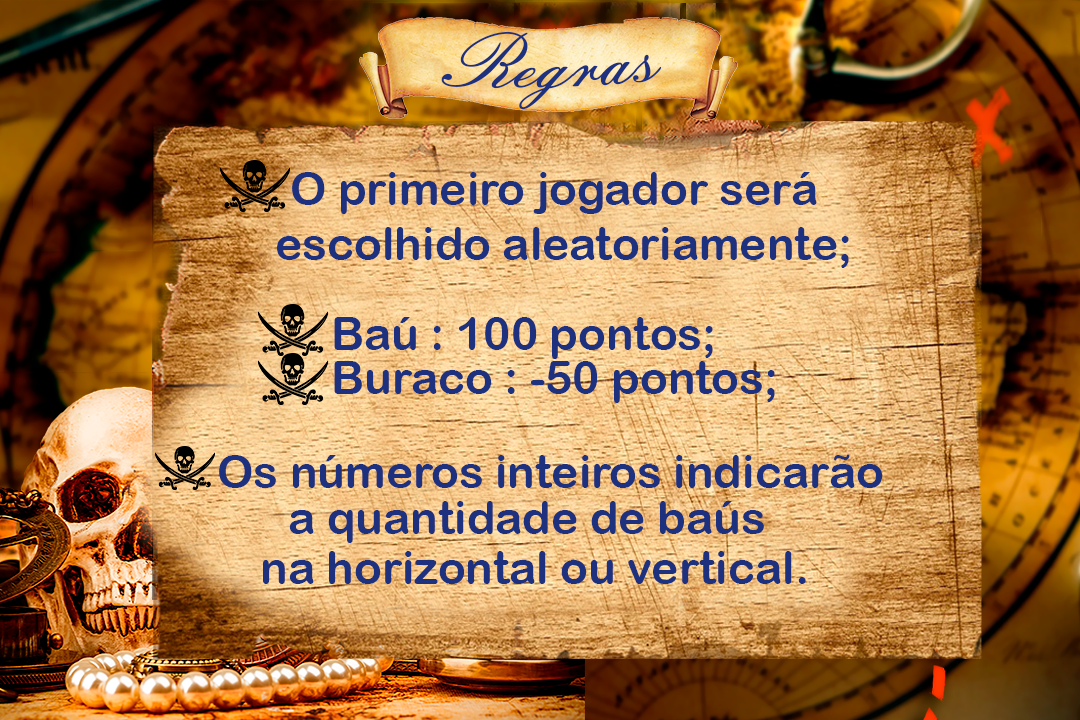 Regras
O primeiro jogador será
escolhido aleatoriamente;
Baú : 100 pontos;
Buraco : -50 pontos;
Os números inteiros indicarão
a quantidade de baús
na horizontal ou vertical.